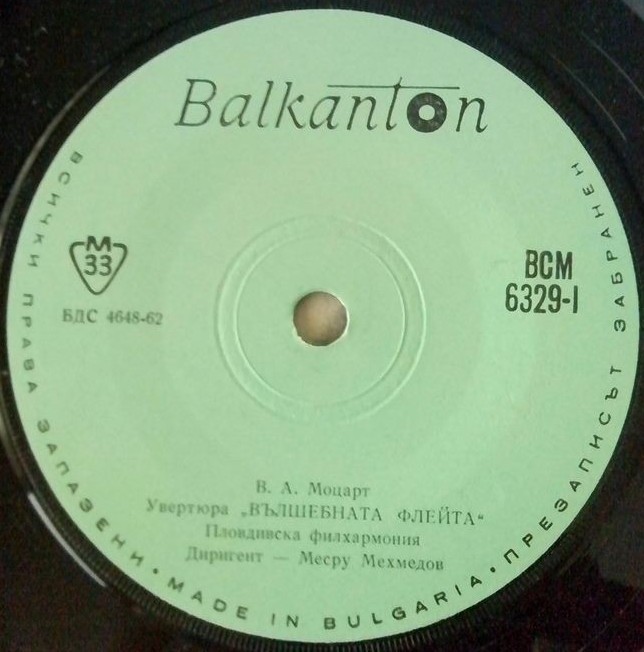 Balkanton
ВСИЧКИ ПРАВА ЗАПАЗЕНИ • MADE IN BULGARIA • ПРЕЗАПИСЪТ ЗАБРАНЕН
М
33
БДС 4648-62
ВСМ
6329-I
В. А. Моцарт
Увертюра „ВЪЛШЕБНАТА ФЛЕЙТА“
Пловдивска филхармония
Диригент — Месру Мехмедов